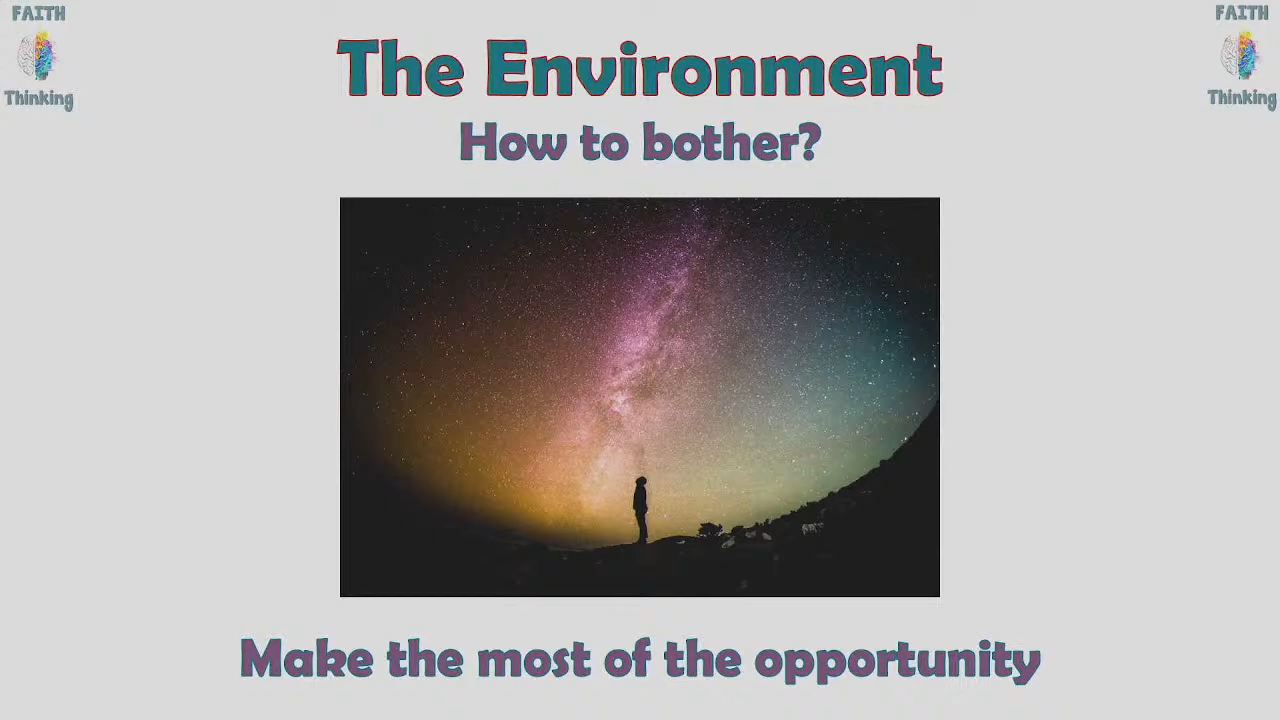 FAITH
Thinking
FAITH
Thinking
The Environment
How to bother?
Make the most of the opportunity